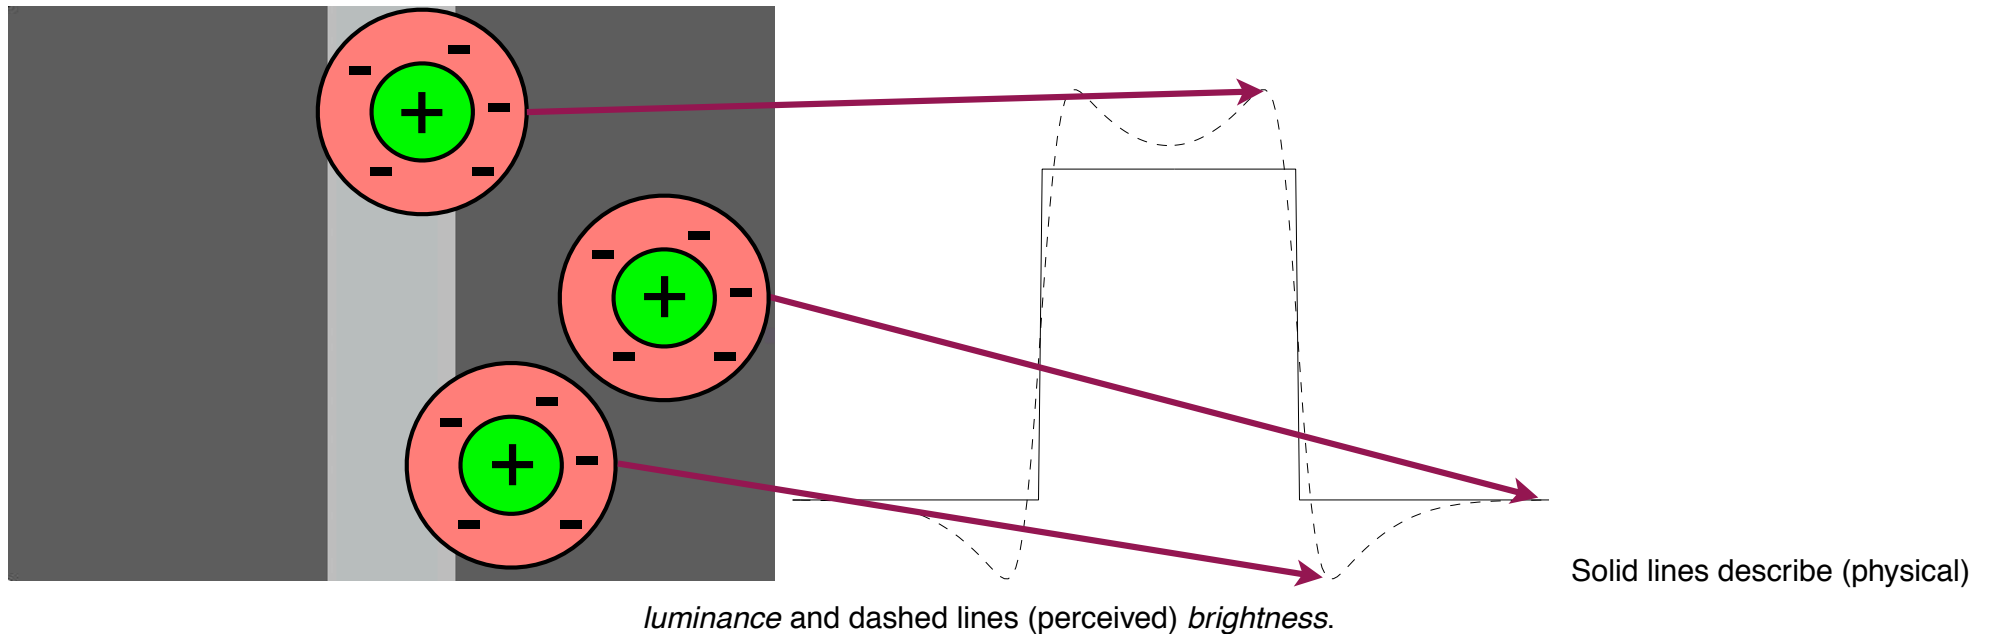 Solid lines describe (physical)
luminance and dashed lines (perceived) brightness.